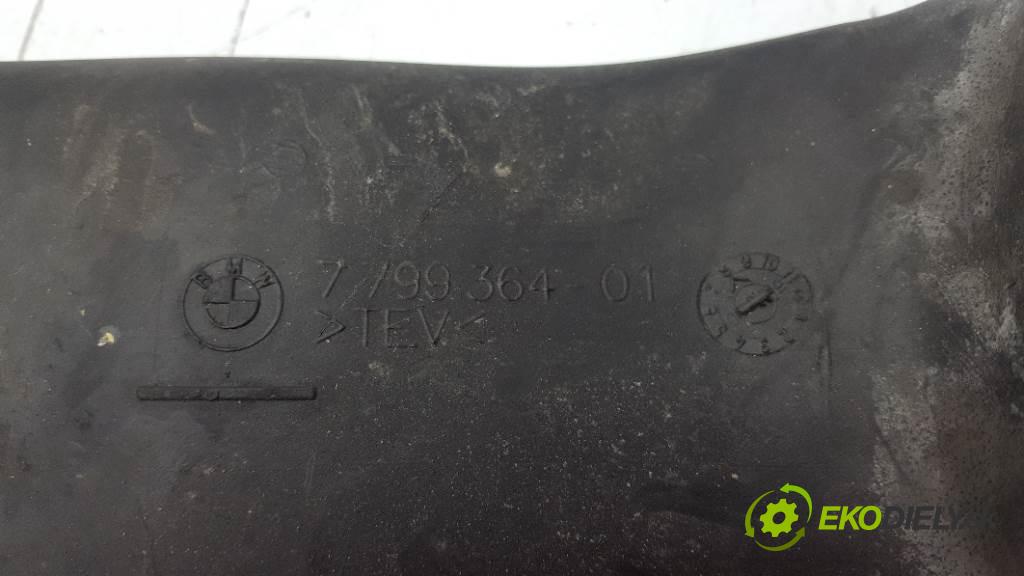 BMW
7 799 364 - 01
>TEV<
EKODIELY